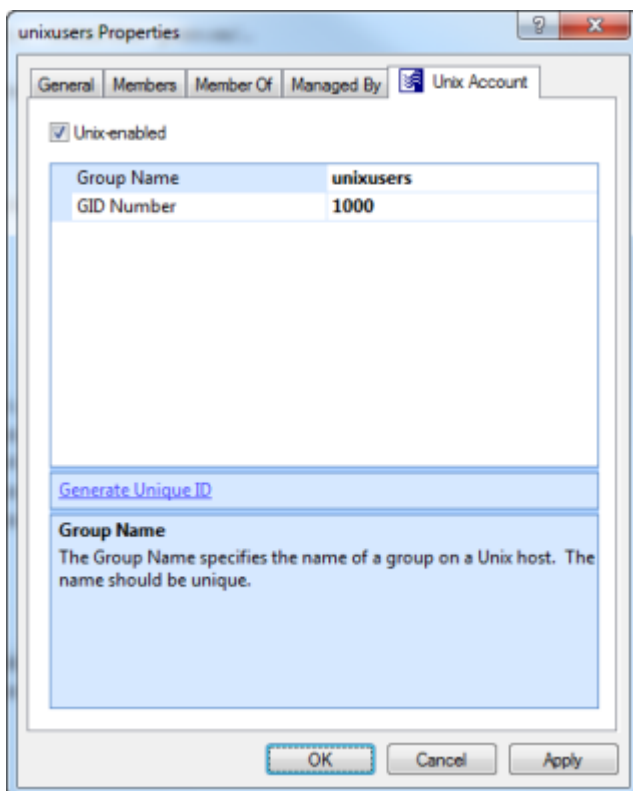 unixusers Properties
General Members Member Of Managed By Unix Account
Unix-enabled
Group Name unixusers
GID Number 1000
Generate Unique ID
Group Name
The Group Name specifies the name of a group on a Unix host. The
name should be unique.
OK Cancel Apply